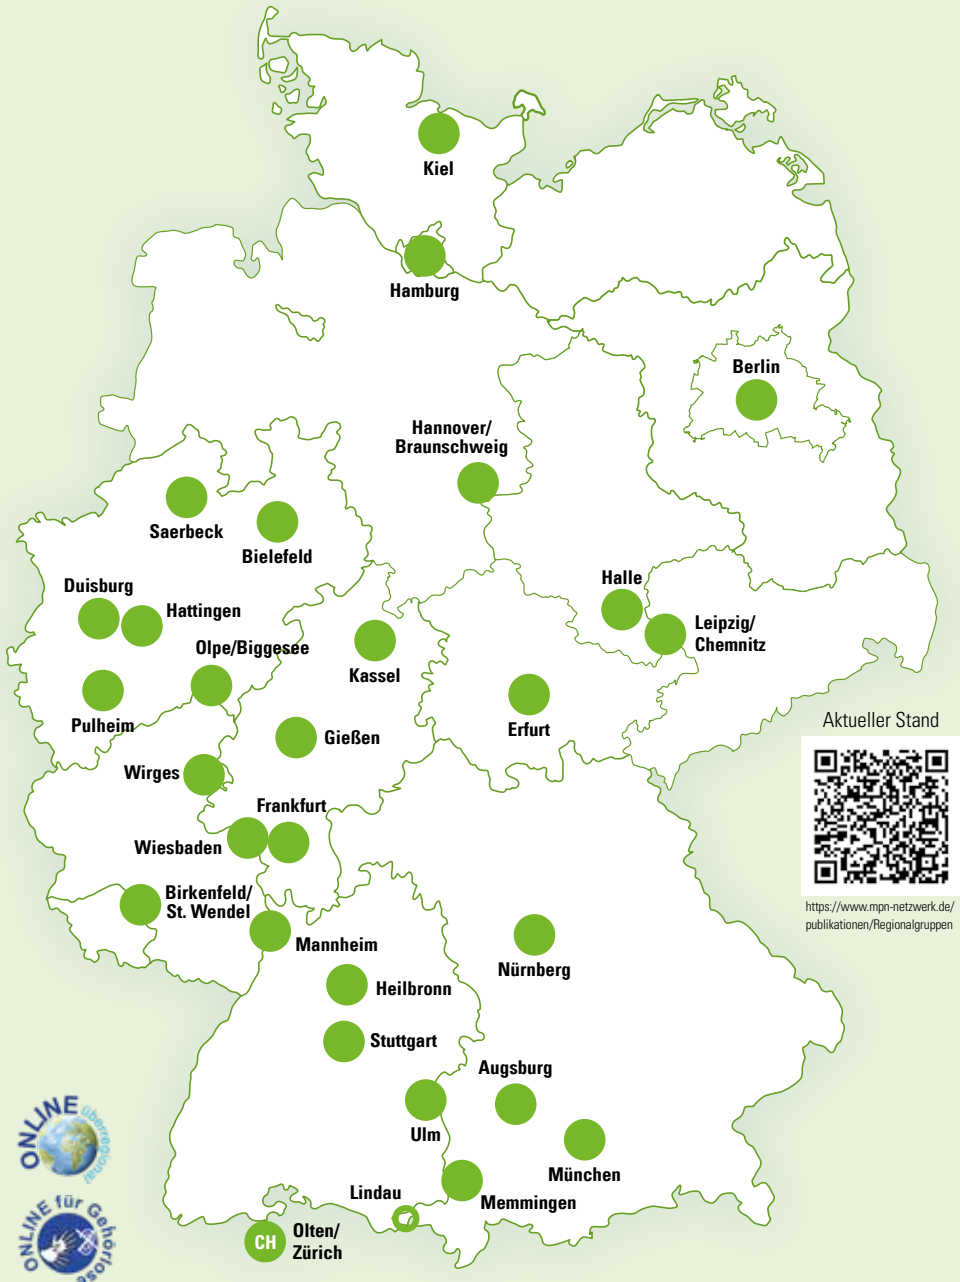 Kiel
Hamburg
Berlin
Hannover/
Braunschweig
Saerbeck
Bielefeld
Duisburg
Hattingen
Halle
Leipzig/
Chemnitz
Olpe/Biggesee
Kassel
Pulheim
Erfurt
Gießen
Aktueller Stand
Wirges
Frankfurt
Wiesbaden
Birkenfeld/
St. Wendel
https://www.mpn-netzwerk.de/
publikationen/Regionalgruppen
Mannheim
Nürnberg
Heilbronn
Stuttgart
Augsburg
Ulm
München
Lindau
Memmingen
CH
Olten/
Zürich
ONLINE
überregional
ONLINE für Gehörlose